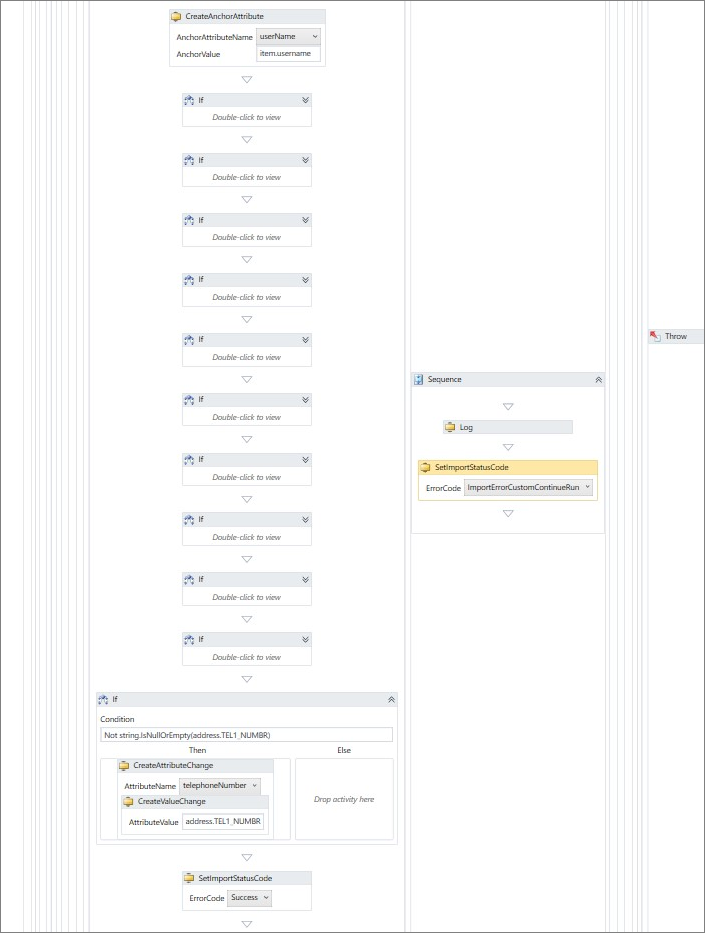 CreateAnchorAttribute
AnchorAttributeName userName
AnchorValue item.username
If
Double-click to view
If
Double-click to view
If
Double-click to view
If
Double-click to view
If
Double-click to view
If
Double-click to view
If
Double-click to view
If
Double-click to view
If
Double-click to view
If
Double-click to view
If
Condition
Not string.IsNullOrEmpty(address.TEL1_NUMBR)
Then Else
CreateAttributeChange
AttributeName telephoneNumber
CreateValueChange
AttributeValue address.TEL1_NUMBR
Drop activity here
SetImportStatusCode
ErrorCode Success
Sequence
Log
SetImportStatusCode
ErrorCode ImportErrorCustomContinueRun
Throw